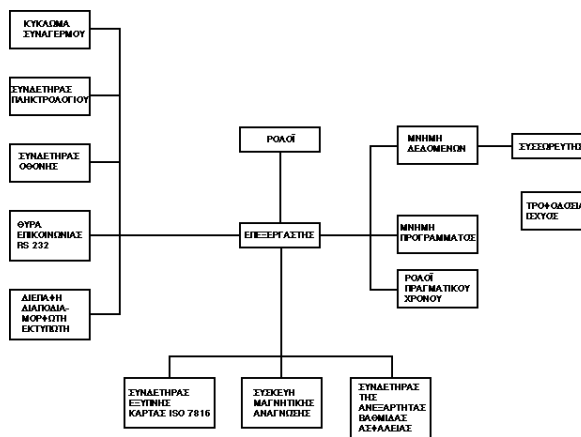 ΚΥΚΛΩΜΑ
ΣΥΝΑΓΕΡΜΟΥ
ΣΥΝΔΕΤΗΡΑΣ
ΠΛΗΚΤΡΟΛΟΓΙΟΥ
ΣΥΝΔΕΤΗΡΑΣ
ΟΘΟΝΗΣ
ΘΥΡΑ
ΕΠΙΚΟΙΝΩΝΙΑΣ
RS 232
ΔΙΕΠΑΦΗ
ΔΙΑΠΟΔΙΑ-
ΜΟΡΦΩΤΗ
ΕΚΤΥΠΩΤΗ
ΡΟΛΟΪ
ΕΠΕΞΕΡΓΑΣΤΗΣ
ΜΝΗΜΗ
ΔΕΔΟΜΕΝΩΝ
ΣΥΣΣΩΡΕΥΤΗΣ
ΤΡΟΦΟΔΟΣΙΑ
ΙΣΧΥΟΣ
ΜΝΗΜΗ
ΠΡΟΓΡΑΜΜΑΤΟΣ
ΡΟΛΟΪ
ΠΡΑΓΜΑΤΙΚΟΥ
ΧΡΟΝΟΥ
ΣΥΝΔΕΤΗΡΑΣ
ΕΞΥΠΝΗΣ
ΚΑΡΤΑΣ ISO 7816
ΣΥΣΚΕΥΗ
ΜΑΓΝΗΤΙΚΗΣ
ΑΝΑΓΝΩΣΗΣ
ΣΥΝΔΕΤΗΡΑΣ
ΤΗΣ
ΑΝΕΞΑΡΤΗΤΑΣ
ΒΑΘΜΙΔΑΣ
ΑΣΦΑΛΕΙΑΣ